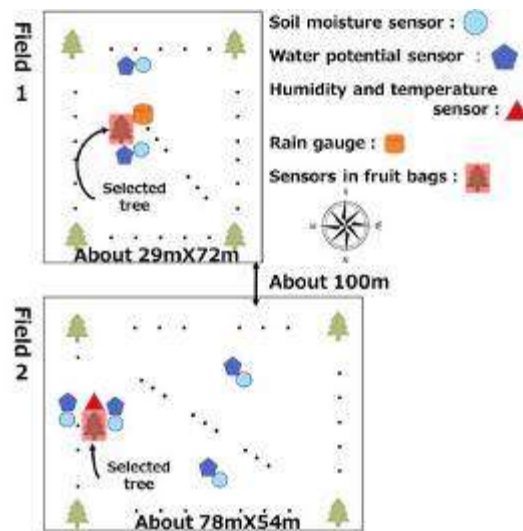 Field 1
Soil moisture sensor :
Water potential sensor :
Humidity and temperature
sensor :
Rain gauge :
Sensors in fruit bags :
Selected
tree
About 29mX72m
About 100m
Field 2
Selected
tree
About 78mX54m